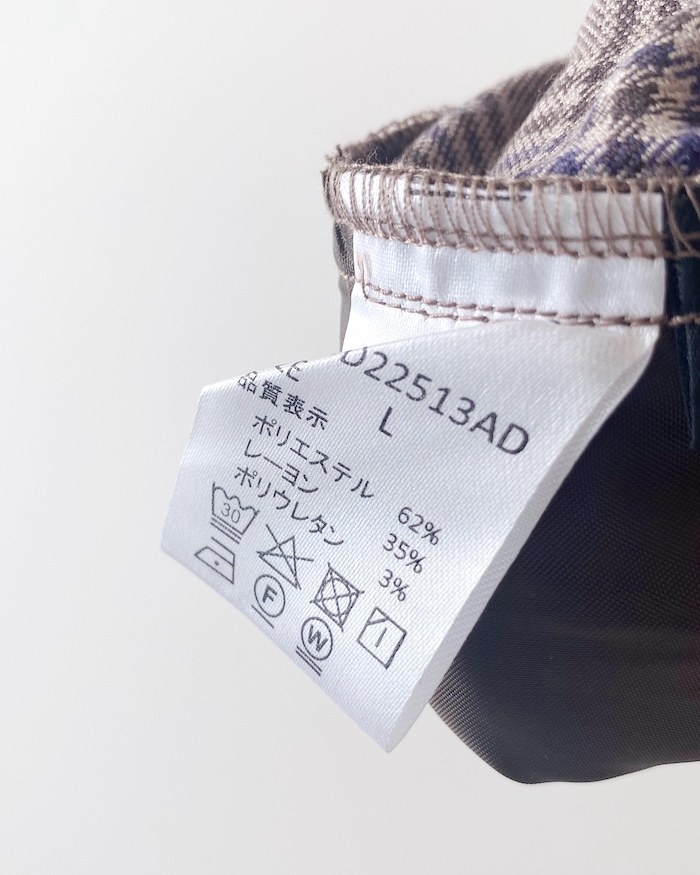 D22513AD
L
品質表示
ポリエステル 62%
レーヨン 35%
ポリウレタン 3%
30
F
W